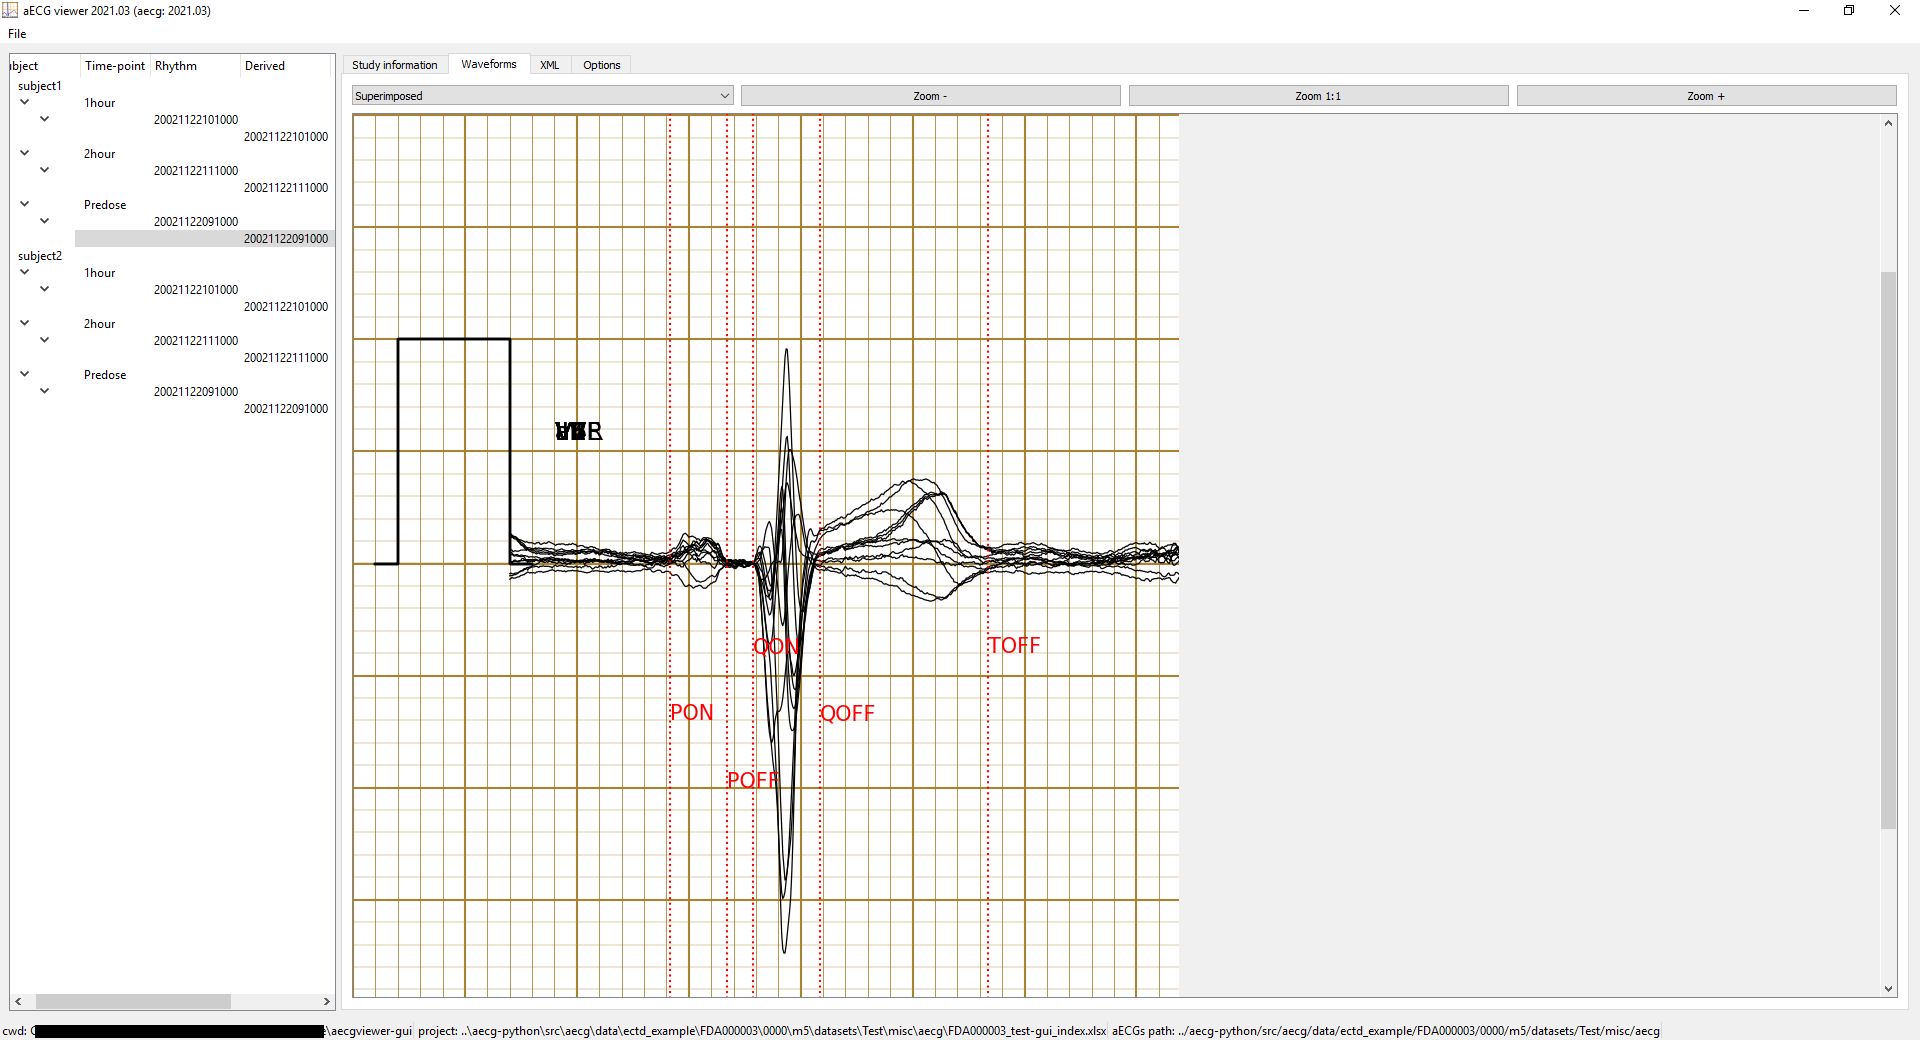 aECG viewer 2021.03 (aecg: 2021.03)
File
ubject Time-point Rhythm Derived
subject1
1hour
20021122101000
20021122101000
2hour
20021122111000
20021122111000
Predose
20021122091000
20021122091000
subject2
1hour
20021122101000
20021122101000
2hour
20021122111000
20021122111000
Predose
20021122091000
20021122091000
Study information Waveforms XML Options
Superimposed Zoom - Zoom 1:1 Zoom +
QON TOFF
PON QOFF
POFF
cwd: e\aecgviewer-gui project: ..\aecg-python\src\aecg\data\ectd_example\FDA000003\0000\m5\datasets\Test\misc\aecg\FDA000003_test-gui_index.xlsx aECGs path: ../aecg-python/src/aecg/data/ectd_example/FDA000003/0000/m5/datasets/Test/misc/aecg